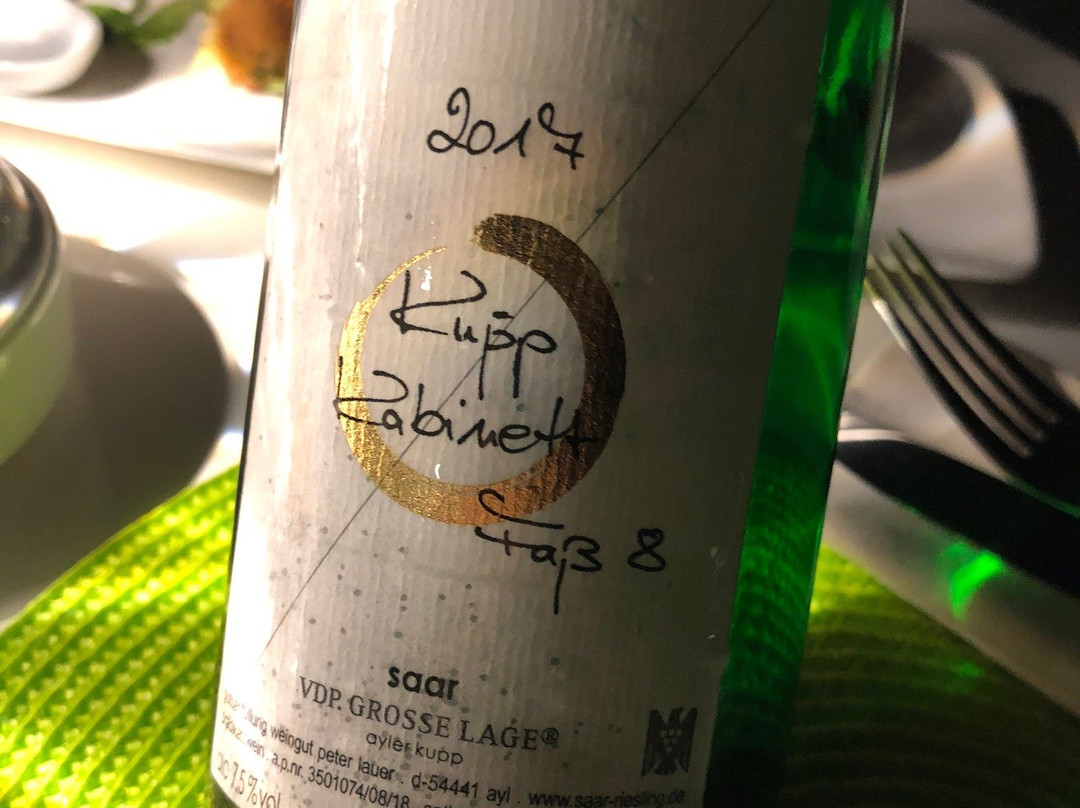 2017
Kupp
Kabinett
Faß 8
saar
VDP. GROSSE LAGE®
ayler kupp
weingut peter lauer . d-54441 ayl . www.saar-riesling.de
wein . a.p.nr. 3501074/08/18
7,5 % vol